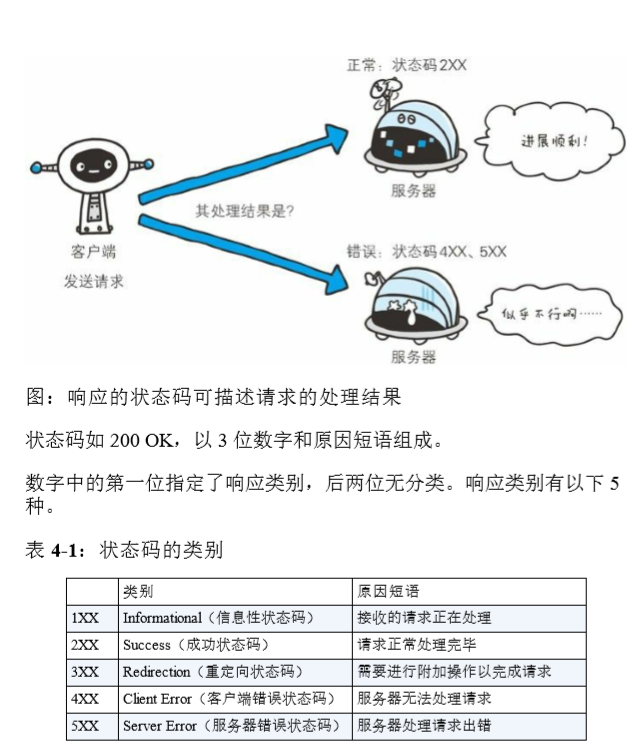 正常：状态码2XX
进展顺利！
服务器
其处理结果是？
客户端
发送请求
错误：状态码4XX、5XX
似乎不行啊……
服务器
图：响应的状态码可描述请求的处理结果
状态码如 200 OK，以 3 位数字和原因短语组成。
数字中的第一位指定了响应类别，后两位无分类。响应类别有以下 5
种。
表 4-1：状态码的类别
类别 原因短语
1XX Informational（信息性状态码） 接收的请求正在处理
2XX Success（成功状态码） 请求正常处理完毕
3XX Redirection（重定向状态码） 需要进行附加操作以完成请求
4XX Client Error（客户端错误状态码） 服务器无法处理请求
5XX Server Error（服务器错误状态码） 服务器处理请求出错